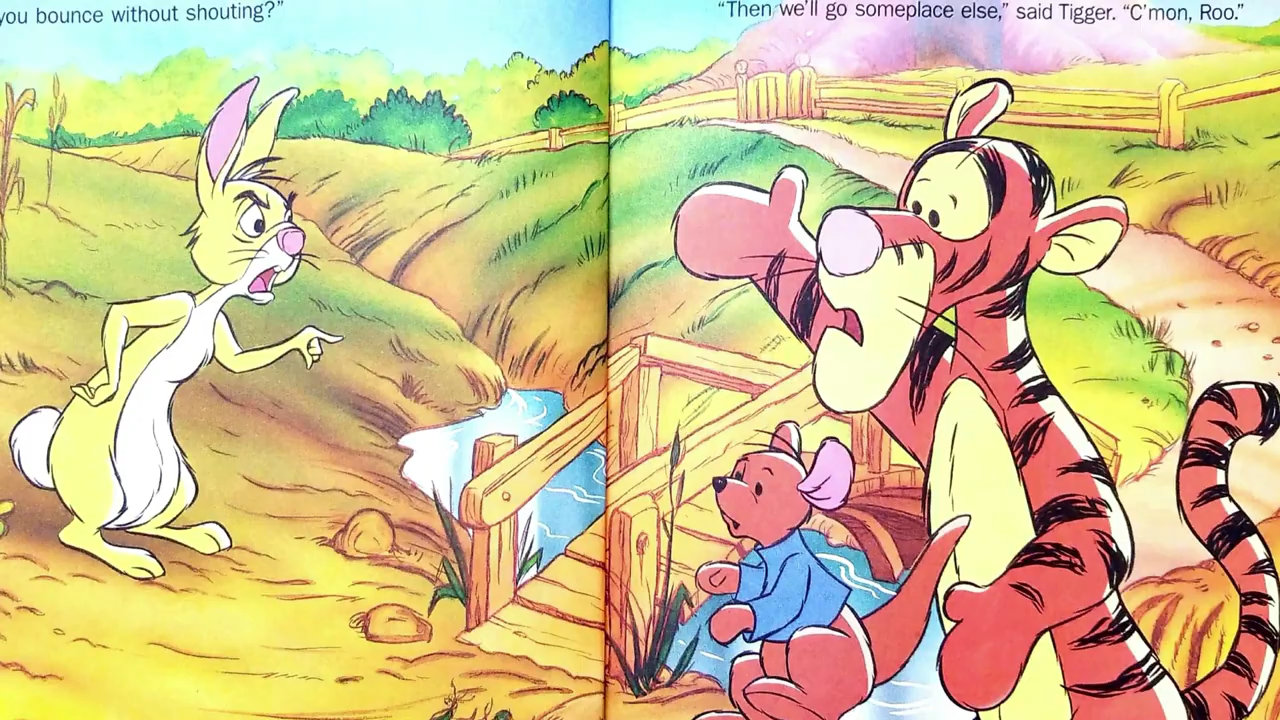 you bounce without shouting?”
“Then we’ll go someplace else,” said Tigger. “C’mon, Roo.”